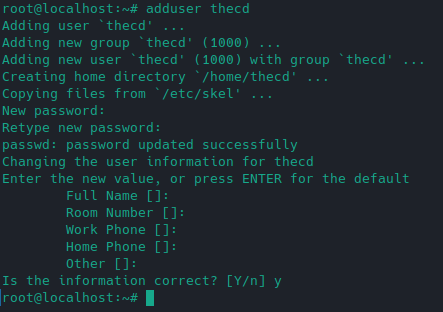 root@localhost:~# adduser thecd
Adding user `thecd' ...
Adding new group `thecd' (1000) ...
Adding new user `thecd' (1000) with group `thecd' ...
Creating home directory `/home/thecd' ...
Copying files from `/etc/skel' ...
New password:
Retype new password:
passwd: password updated successfully
Changing the user information for thecd
Enter the new value, or press ENTER for the default
Full Name []:
Room Number []:
Work Phone []:
Home Phone []:
Other []:
Is the information correct? [Y/n] y
root@localhost:~#